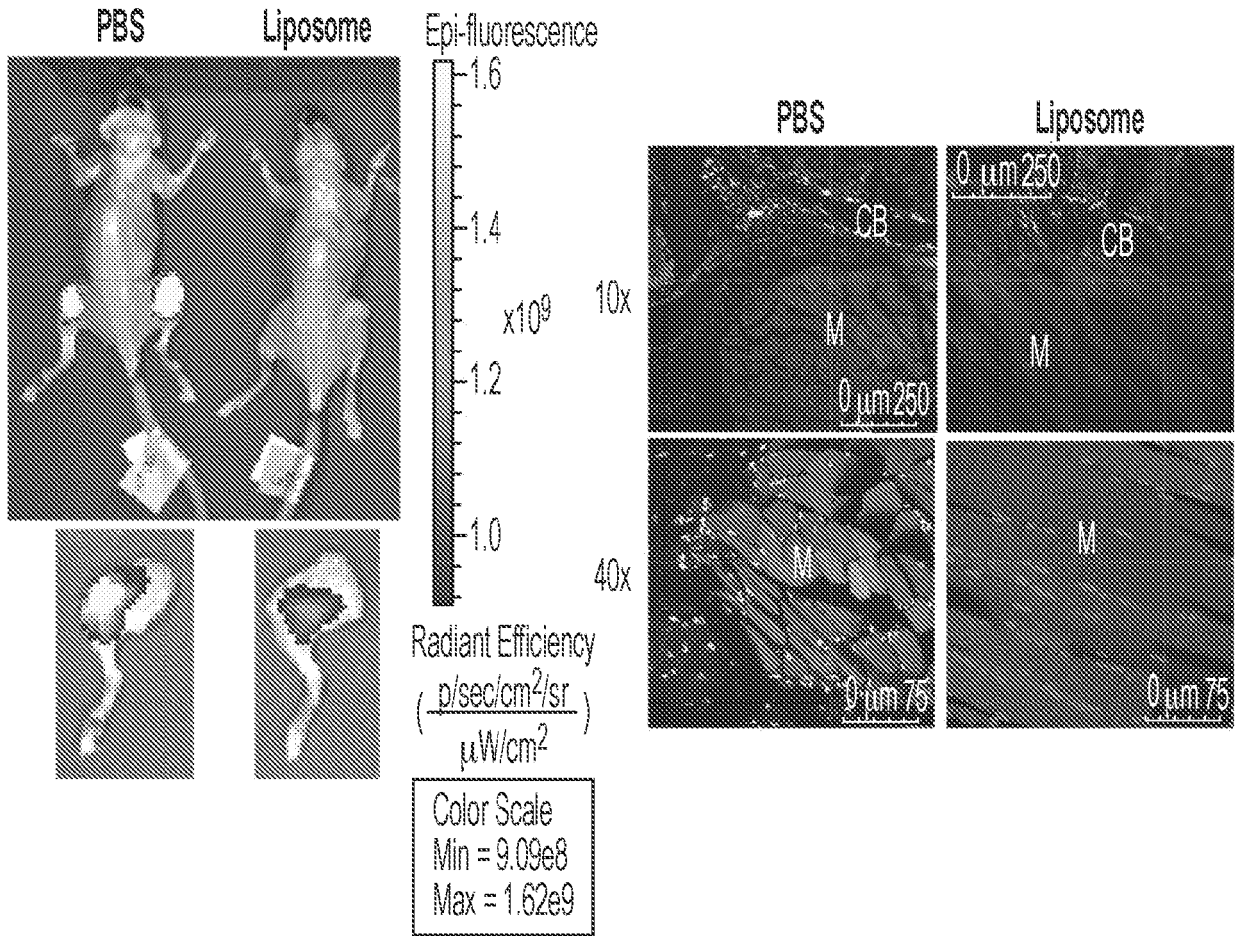 PBS
Liposome
Epi-fluorescence
1.6
1.4
x10⁹
1.2
1.0
Radiant Efficiency
( p/sec/cm²/sr )
μW/cm²
Color Scale
Min = 9.09e8
Max = 1.62e9
PBS
Liposome
10x
CB
M
0 μm 250
0 μm 250
CB
M
40x
M
0 μm 75
M
0 μm 75